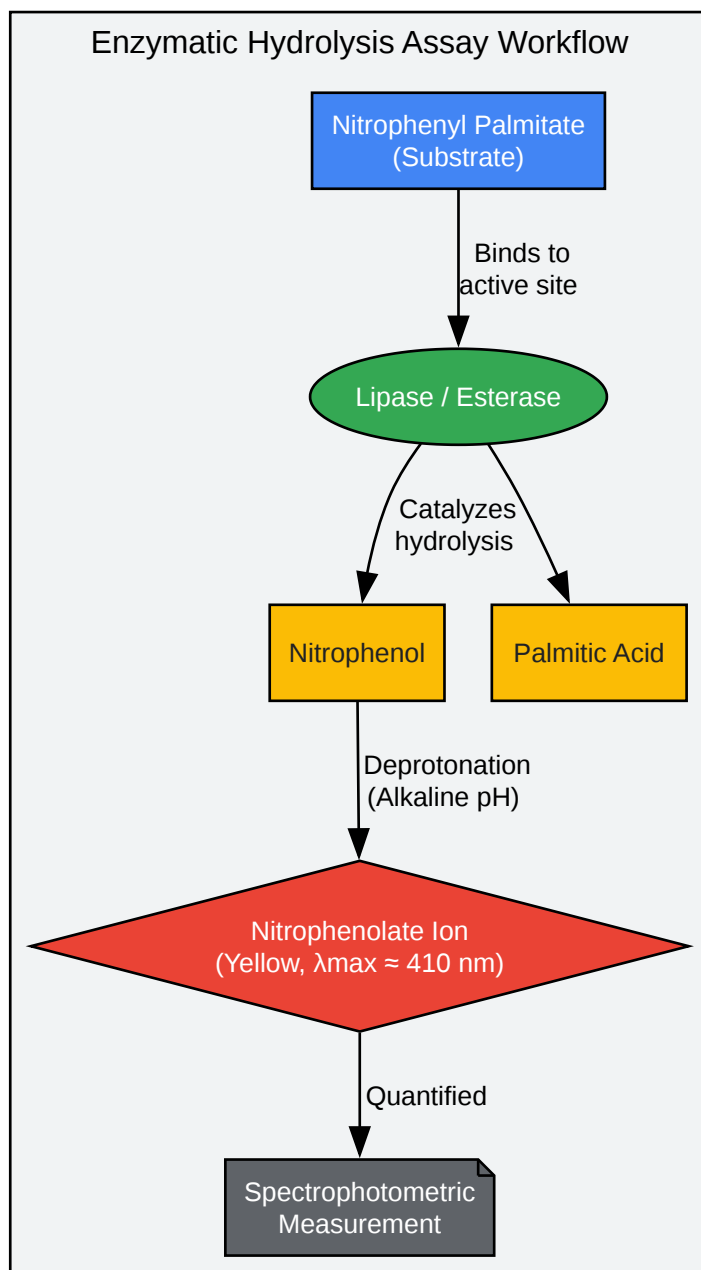 Enzymatic Hydrolysis Assay Workflow
Nitrophenyl Palmitate
(Substrate)
Binds to
active site
Lipase / Esterase
Catalyzes
hydrolysis
Nitrophenol
Palmitic Acid
Deprotonation
(Alkaline pH)
Nitrophenolate Ion
(Yellow, λmax ≈ 410 nm)
Quantified
Spectrophotometric
Measurement